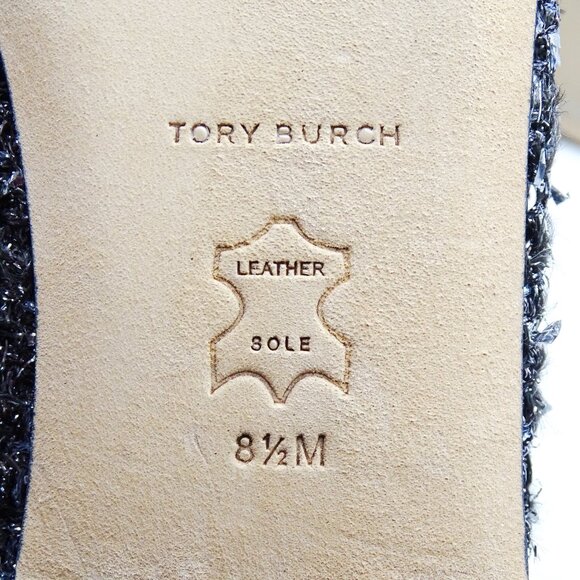 TORY BURCH
LEATHER
SOLE
8½M